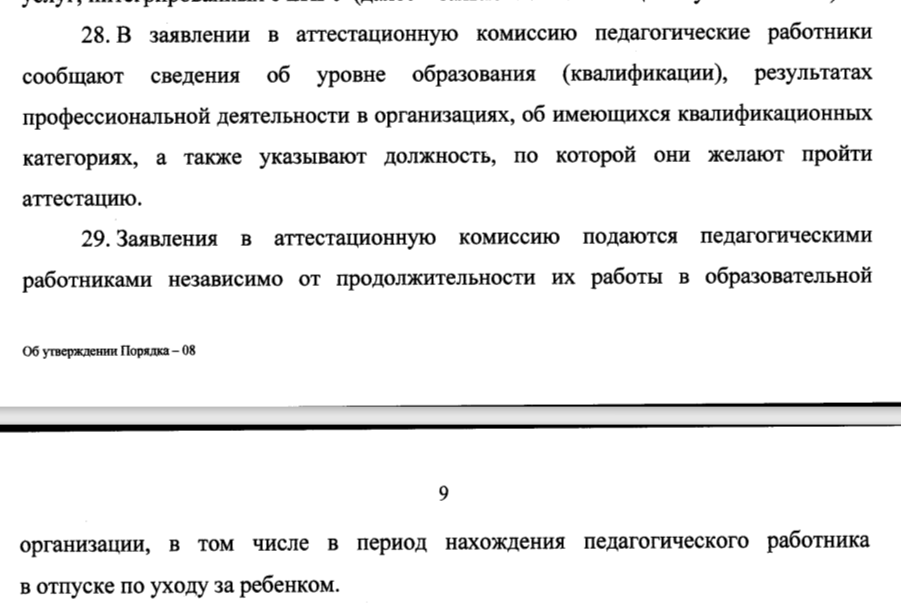 28. В заявлении в аттестационную комиссию педагогические работники
сообщают сведения об уровне образования (квалификации), результатах
профессиональной деятельности в организациях, об имеющихся квалификационных
категориях, а также указывают должность, по которой они желают пройти
аттестацию.
29. Заявления в аттестационную комиссию подаются педагогическими
работниками независимо от продолжительности их работы в образовательной
Об утверждении Порядка – 08
9
организации, в том числе в период нахождения педагогического работника
в отпуске по уходу за ребенком.